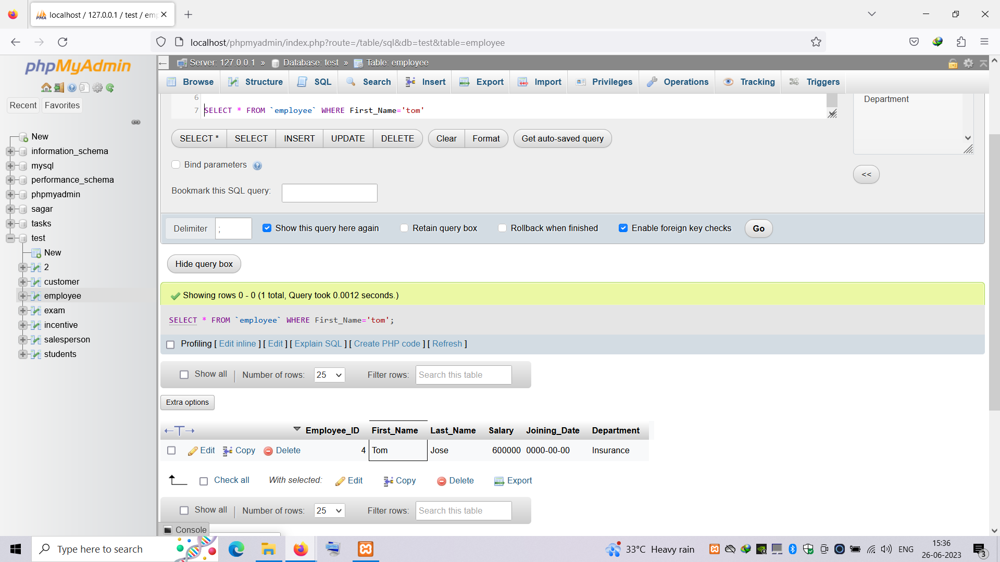 localhost / 127.0.0.1 / test / emp
localhost/phpmyadmin/index.php?route=/table/sql&db=test&table=employee
phpMyAdmin
Recent Favorites
New
information_schema
mysql
performance_schema
phpmyadmin
sagar
tasks
test
New
2
customer
employee
exam
incentive
salesperson
students
Server: 127.0.0.1 » Database: test » Table: employee
Browse Structure SQL Search Insert Export Import Privileges Operations Tracking Triggers
6
7 SELECT * FROM `employee` WHERE First_Name='tom'
Department
SELECT * SELECT INSERT UPDATE DELETE Clear Format Get auto-saved query
Bind parameters
<<
Bookmark this SQL query:
Delimiter ; Show this query here again Retain query box Rollback when finished Enable foreign key checks Go
Hide query box
Showing rows 0 - 0 (1 total, Query took 0.0012 seconds.)
SELECT * FROM `employee` WHERE First_Name='tom';
Profiling [ Edit inline ] [ Edit ] [ Explain SQL ] [ Create PHP code ] [ Refresh ]
Show all | Number of rows: 25 Filter rows: Search this table
Extra options
←T→ Employee_ID First_Name Last_Name Salary Joining_Date Department
Edit Copy Delete 4 Tom Jose 600000 0000-00-00 Insurance
Check all With selected: Edit Copy Delete Export
Show all | Number of rows: 25 Filter rows: Search this table
Console
Type here to search
33°C Heavy rain
ENG
15:36
26-06-2023
3